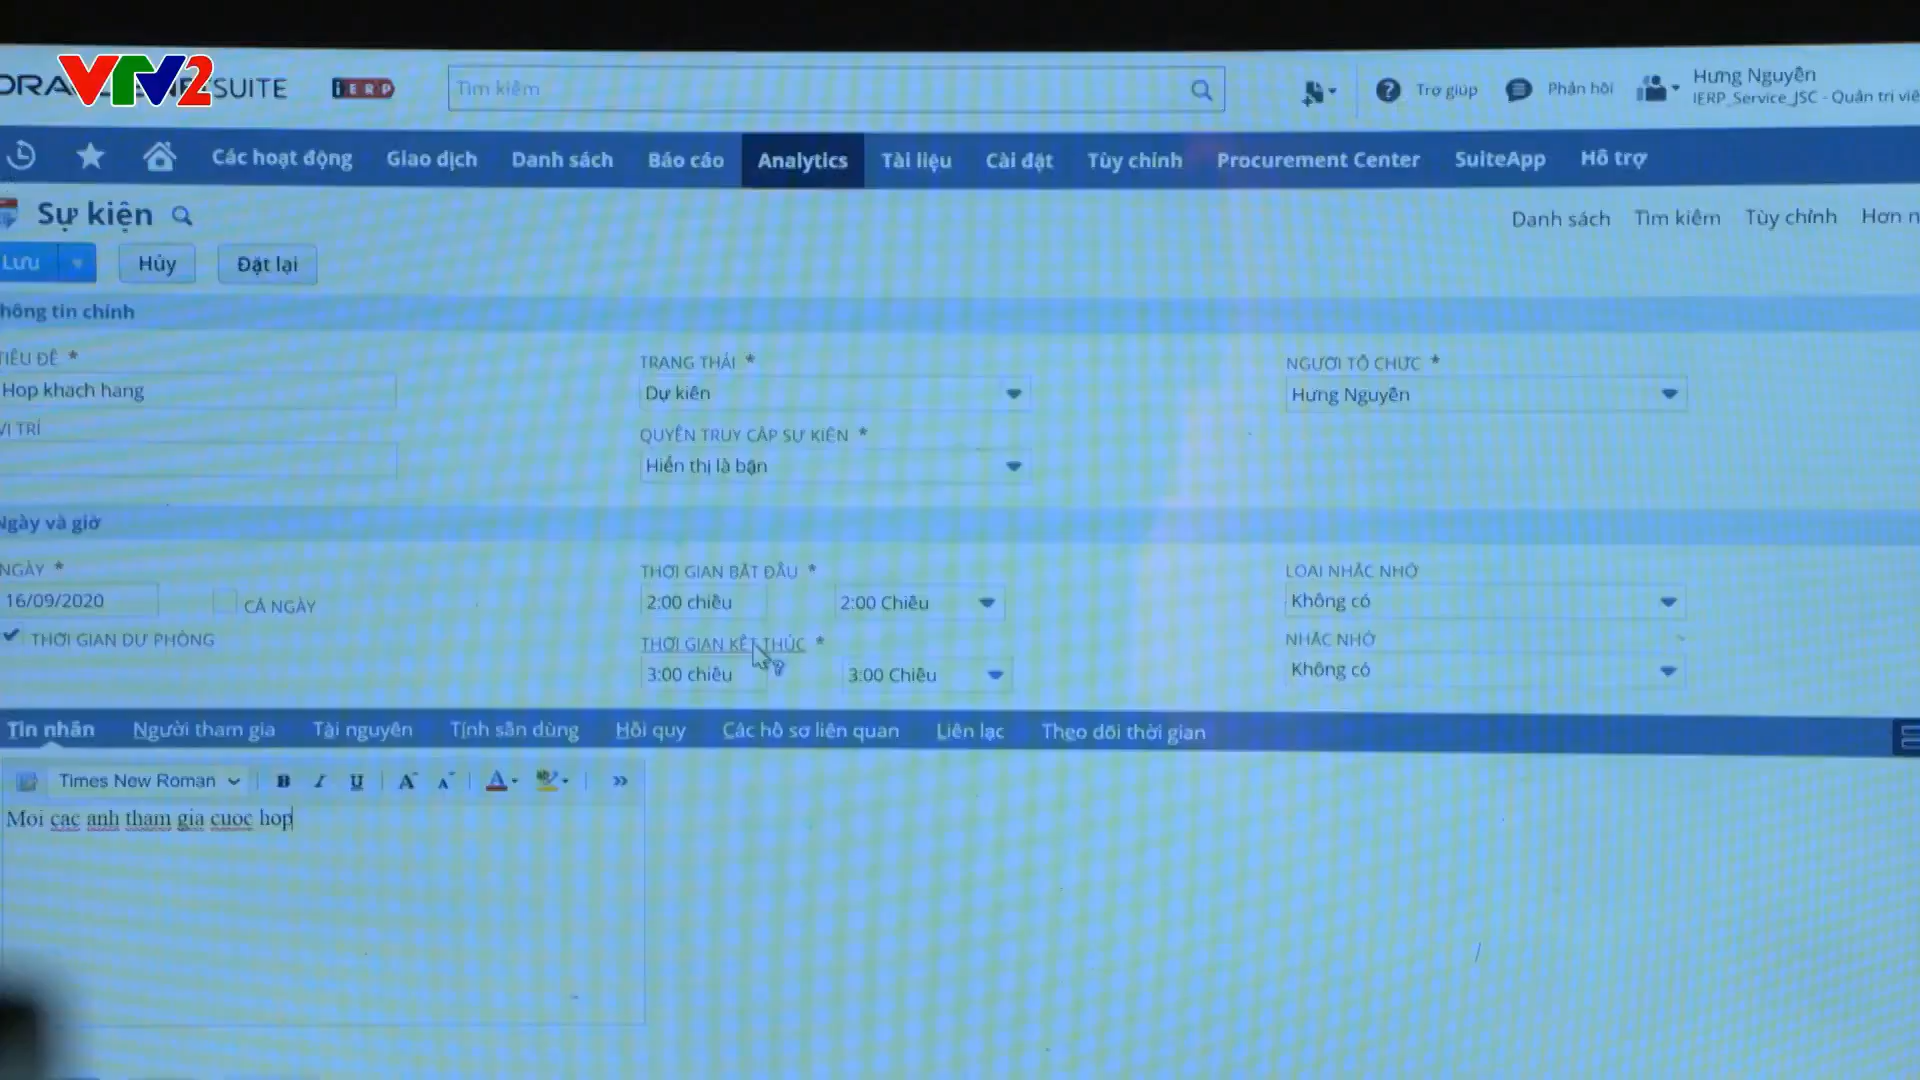 VTV2
SUITE
IERP
Tìm kiếm
Trợ giúp
Phản hồi
Hưng Nguyễn
IERP_Service_JSC - Quản trị viê
Các hoạt động
Giao dịch
Danh sách
Báo cáo
Analytics
Tài liệu
Cài đặt
Tùy chỉnh
Procurement Center
SuiteApp
Hỗ trợ
Sự kiện
Danh sách
Tìm kiếm
Tùy chỉnh
Hơn n
Lưu
Hủy
Đặt lại
hông tin chính
TIÊU ĐỀ *
TRẠNG THÁI *
NGƯỜI TỔ CHỨC *
Hop khach hang
Dự kiến
Hưng Nguyễn
VỊ TRÍ
QUYỀN TRUY CẬP SỰ KIỆN *
Hiển thị là bận
Ngày và giờ
NGÀY *
THỜI GIAN BẮT ĐẦU *
LOẠI NHẮC NHỞ
16/09/2020
CẢ NGÀY
2:00 chiều
2:00 Chiều
Không có
THỜI GIAN DỰ PHÒNG
THỜI GIAN KẾT THÚC *
NHẮC NHỞ
3:00 chiều
3:00 Chiều
Không có
Tin nhắn
Người tham gia
Tài nguyên
Tính sẵn dùng
Hồi quy
Các hồ sơ liên quan
Liên lạc
Theo dõi thời gian
Times New Roman
B I U A A A
Moi cac anh tham gia cuoc hop